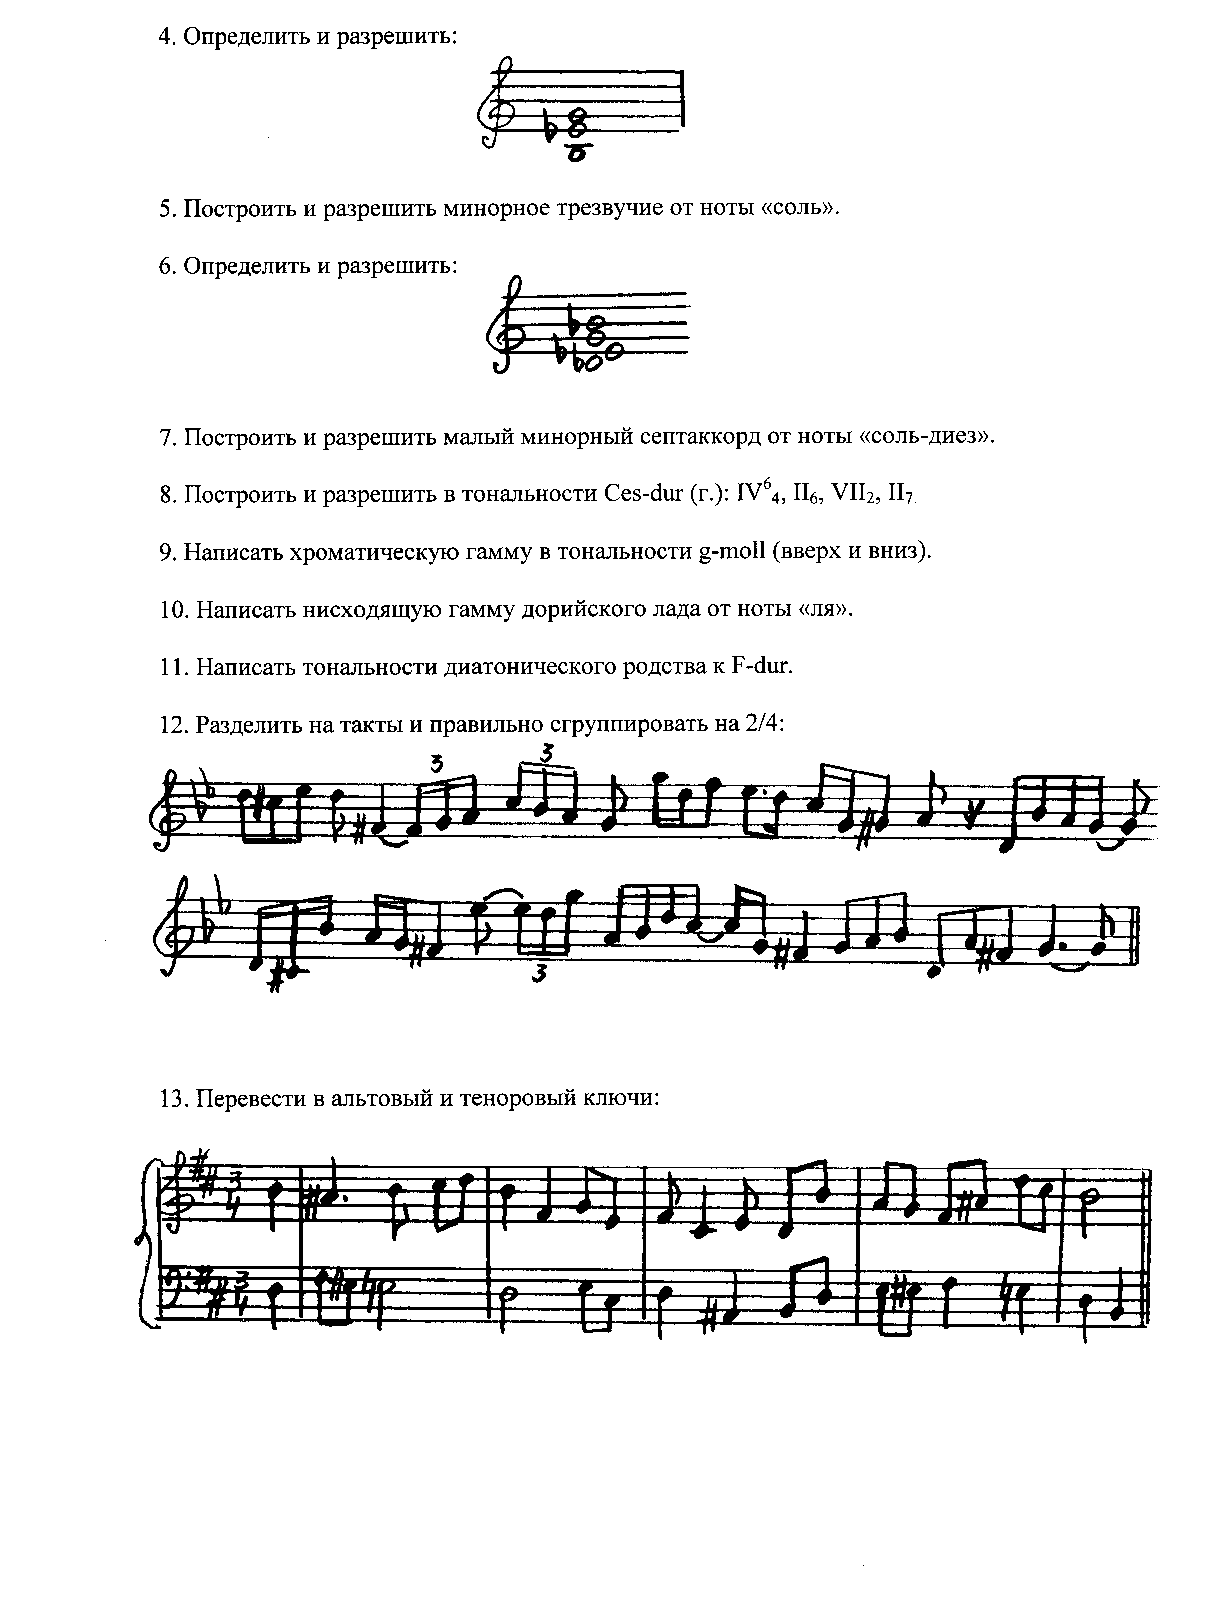 4. Определить и разрешить:
5. Построить и разрешить минорное трезвучие от ноты «соль».
6. Определить и разрешить:
7. Построить и разрешить малый минорный септаккорд от ноты «соль-диез».
8. Построить и разрешить в тональности Ces-dur (г.): IV⁶₄, II₆, VII₂, II₇.
9. Написать хроматическую гамму в тональности g-moll (вверх и вниз).
10. Написать нисходящую гамму дорийского лада от ноты «ля».
11. Написать тональности диатонического родства к F-dur.
12. Разделить на такты и правильно сгруппировать на 2/4:
3 3
3
13. Перевести в альтовый и теноровый ключи:
3
4
3
4